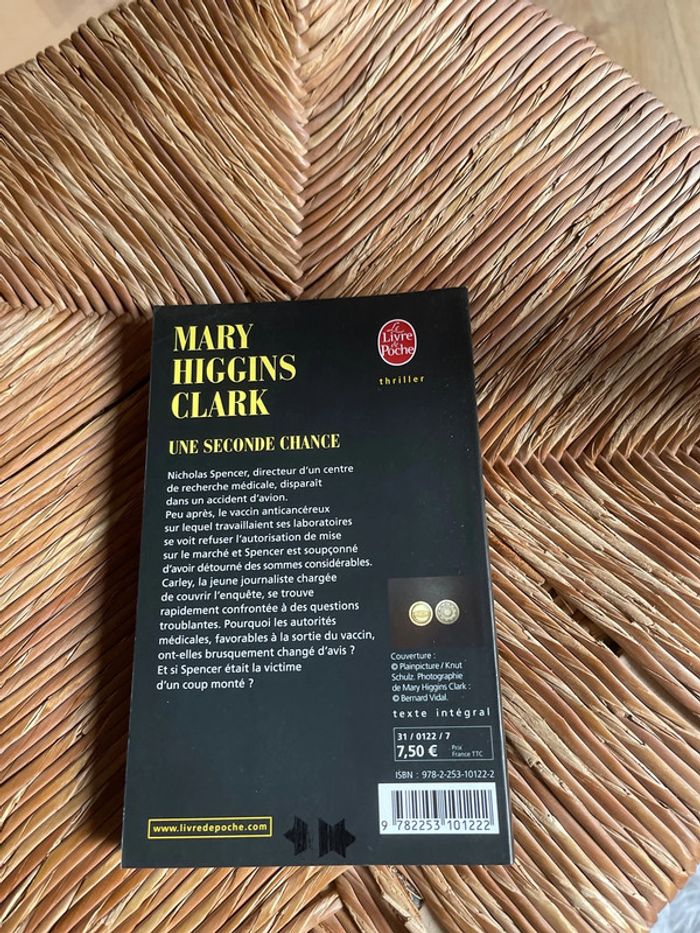 MARY
HIGGINS
CLARK
Le
Livre
de
Poche
thriller
UNE SECONDE CHANCE
Nicholas Spencer, directeur d'un centre
de recherche médicale, disparaît
dans un accident d'avion.
Peu après, le vaccin anticancéreux
sur lequel travaillaient ses laboratoires
se voit refuser l'autorisation de mise
sur le marché et Spencer est soupçonné
d'avoir détourné des sommes considérables.
Carley, la jeune journaliste chargée
de couvrir l'enquête, se trouve
rapidement confrontée à des questions
troublantes. Pourquoi les autorités
médicales, favorables à la sortie du vaccin,
ont-elles brusquement changé d'avis ?
Et si Spencer était la victime
d'un coup monté ?
Couverture :
© Plainpicture / Knut
Schulz. Photographie
de Mary Higgins Clark :
© Bernard Vidal.
texte intégral
31 / 0122 / 7
7,50 € Prix
France TTC
ISBN : 978-2-253-10122-2
9 782253 101222
www.livredepoche.com